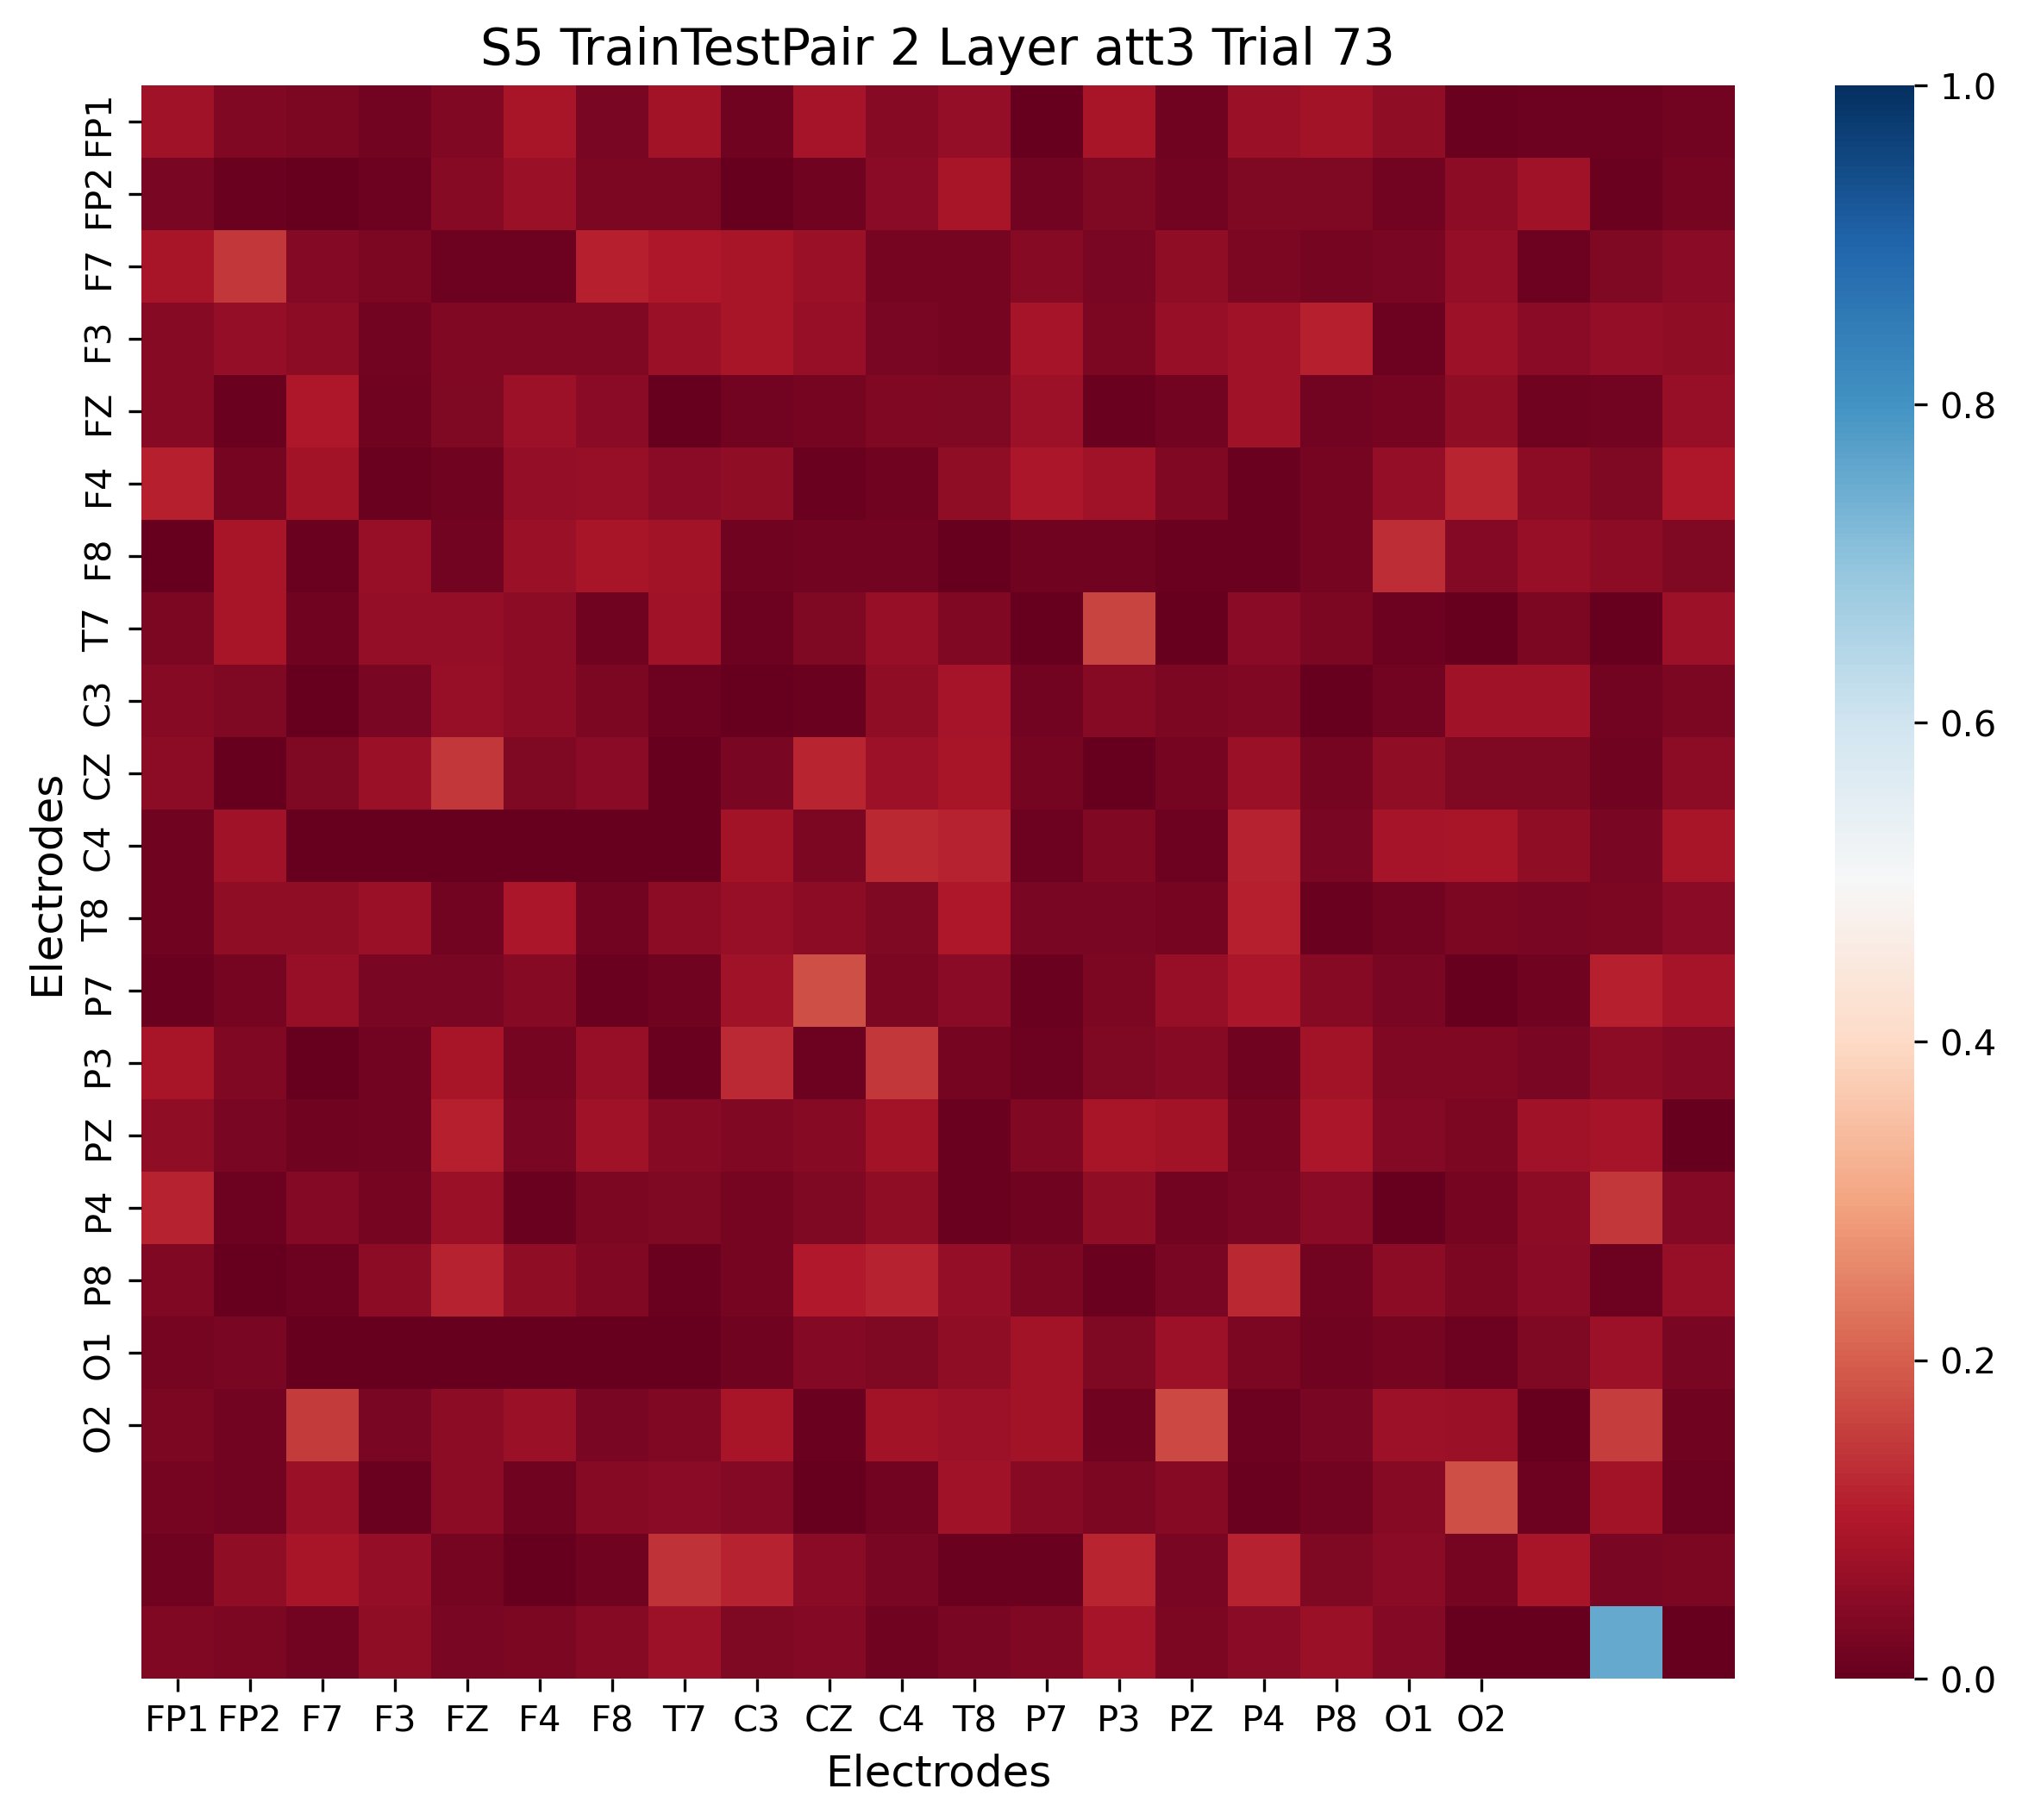 S5 TrainTestPair 2 Layer att3 Trial 73
Electrodes
FP1
FP2
F7
F3
FZ
F4
F8
T7
C3
CZ
C4
T8
P7
P3
PZ
P4
P8
O1
O2
FP1 FP2 F7 F3 FZ F4 F8 T7 C3 CZ C4 T8 P7 P3 PZ P4 P8 O1 O2
Electrodes
1.0
0.8
0.6
0.4
0.2
0.0